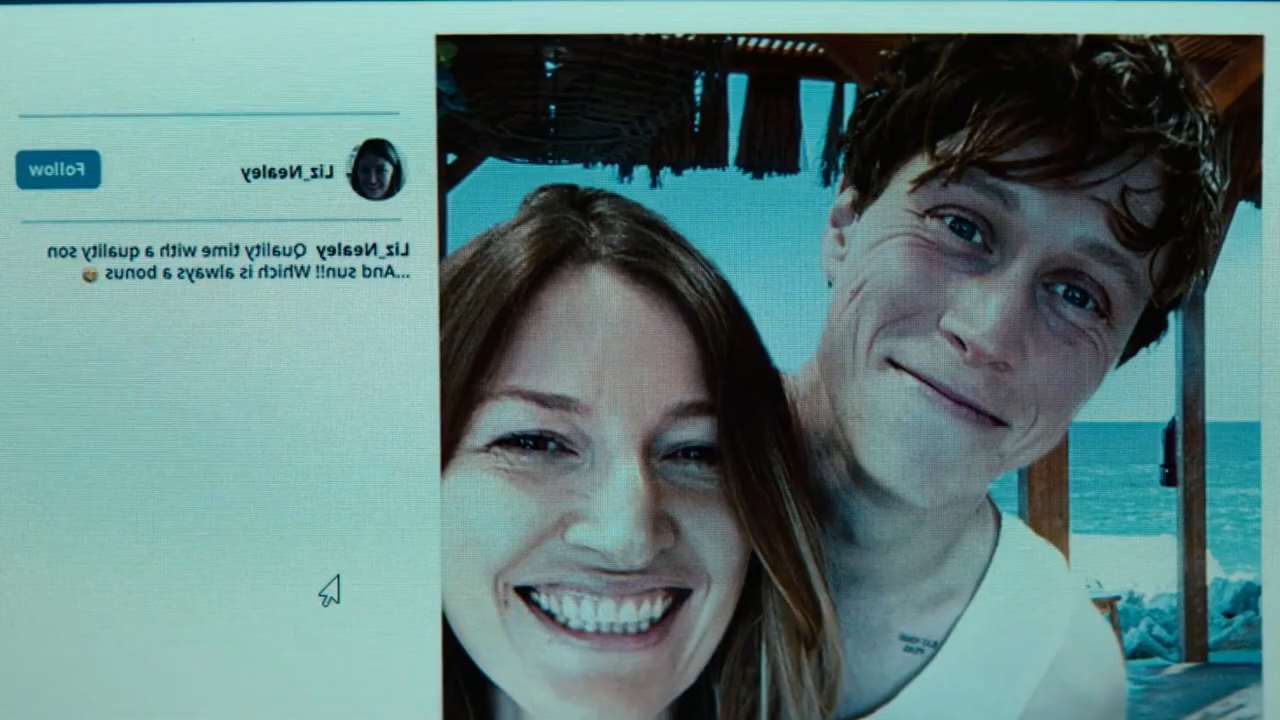 Liz_Nealey
Follow
Liz_Nealey Quality time with a quality son
...And sun!! Which is always a bonus